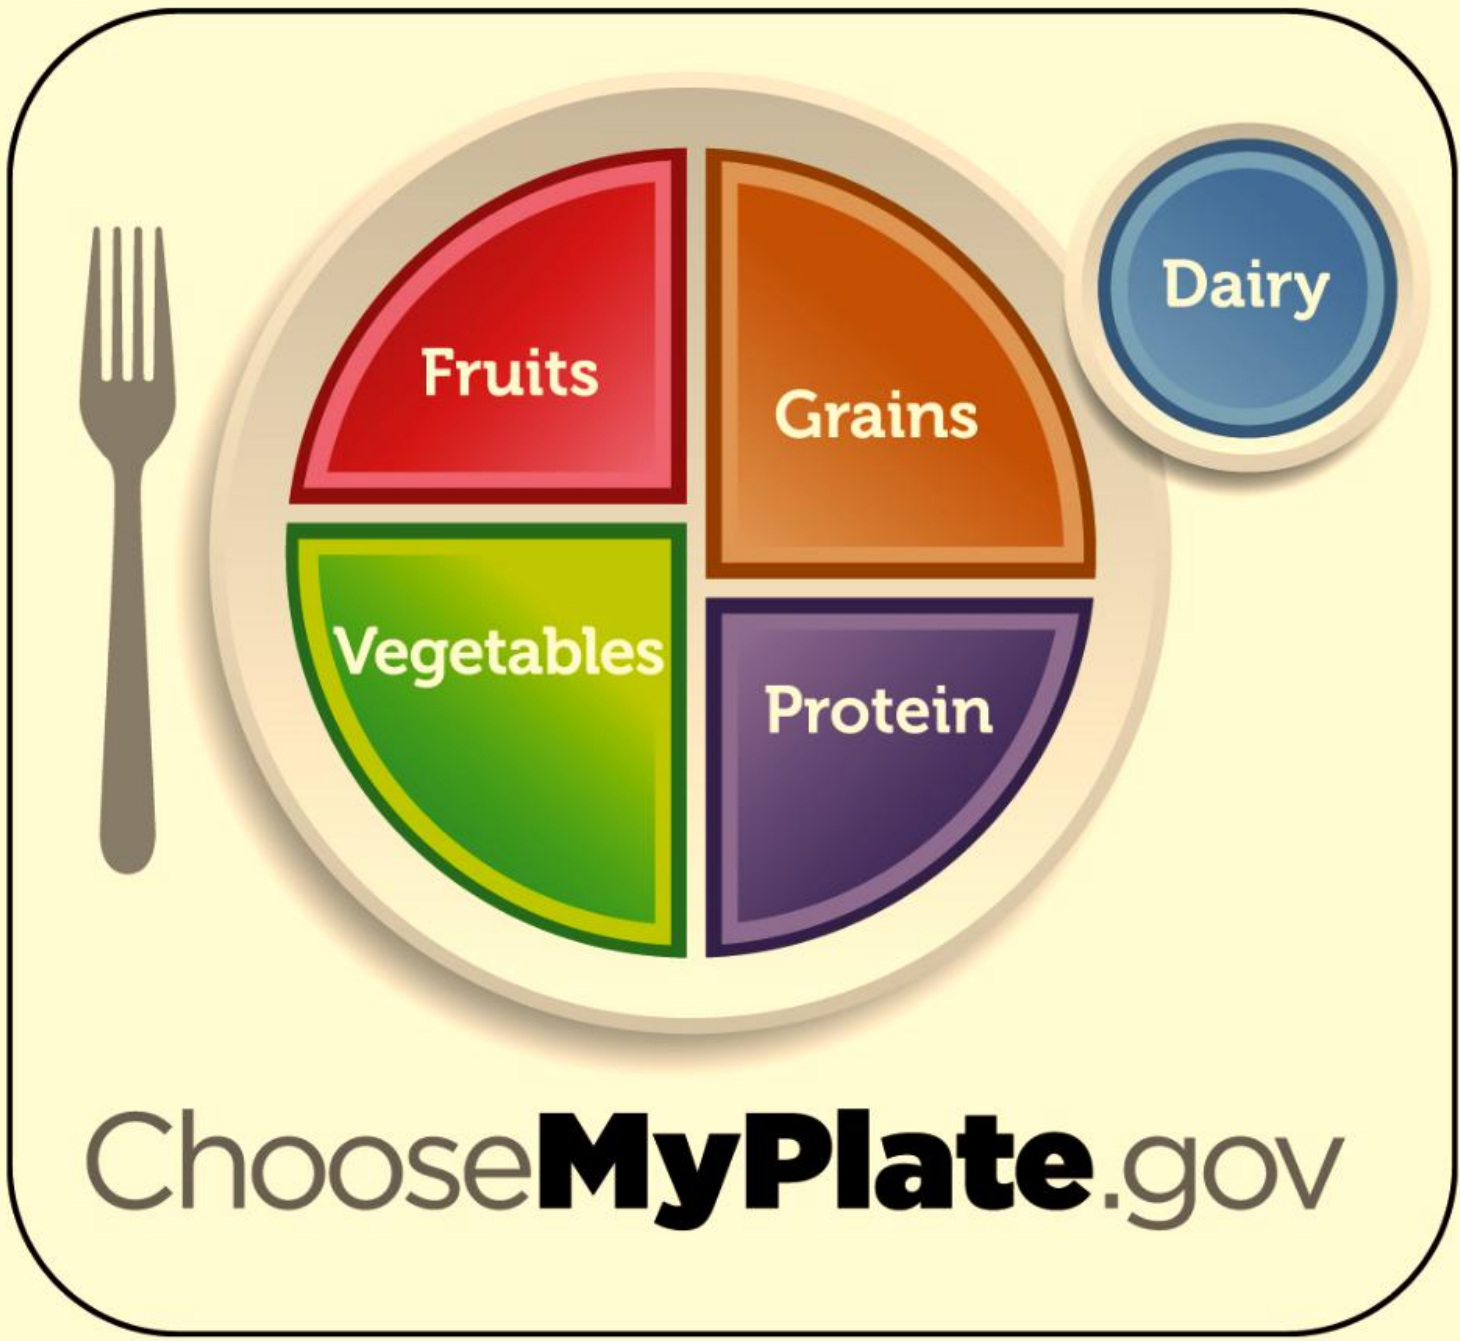 Dairy
Fruits
Grains
Vegetables
Protein
ChooseMyPlate.gov